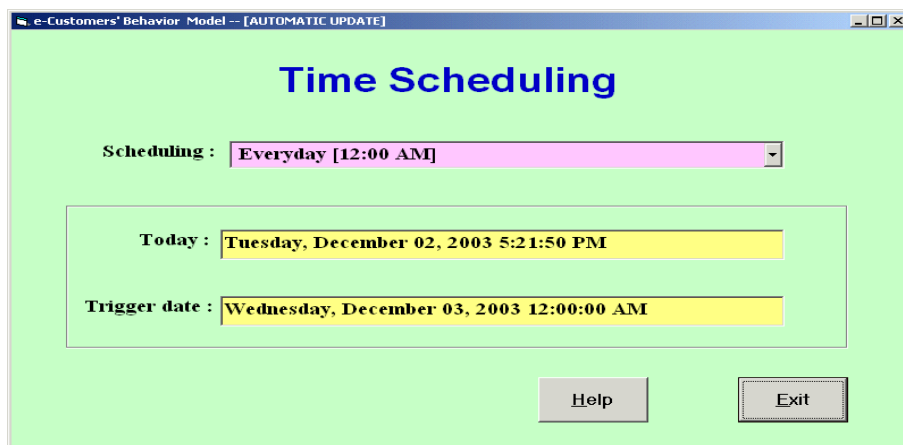 e-Customers' Behavior Model -- [AUTOMATIC UPDATE]
Time Scheduling
Scheduling : Everyday [12:00 AM]
Today : Tuesday, December 02, 2003 5:21:50 PM
Trigger date : Wednesday, December 03, 2003 12:00:00 AM
Help Exit